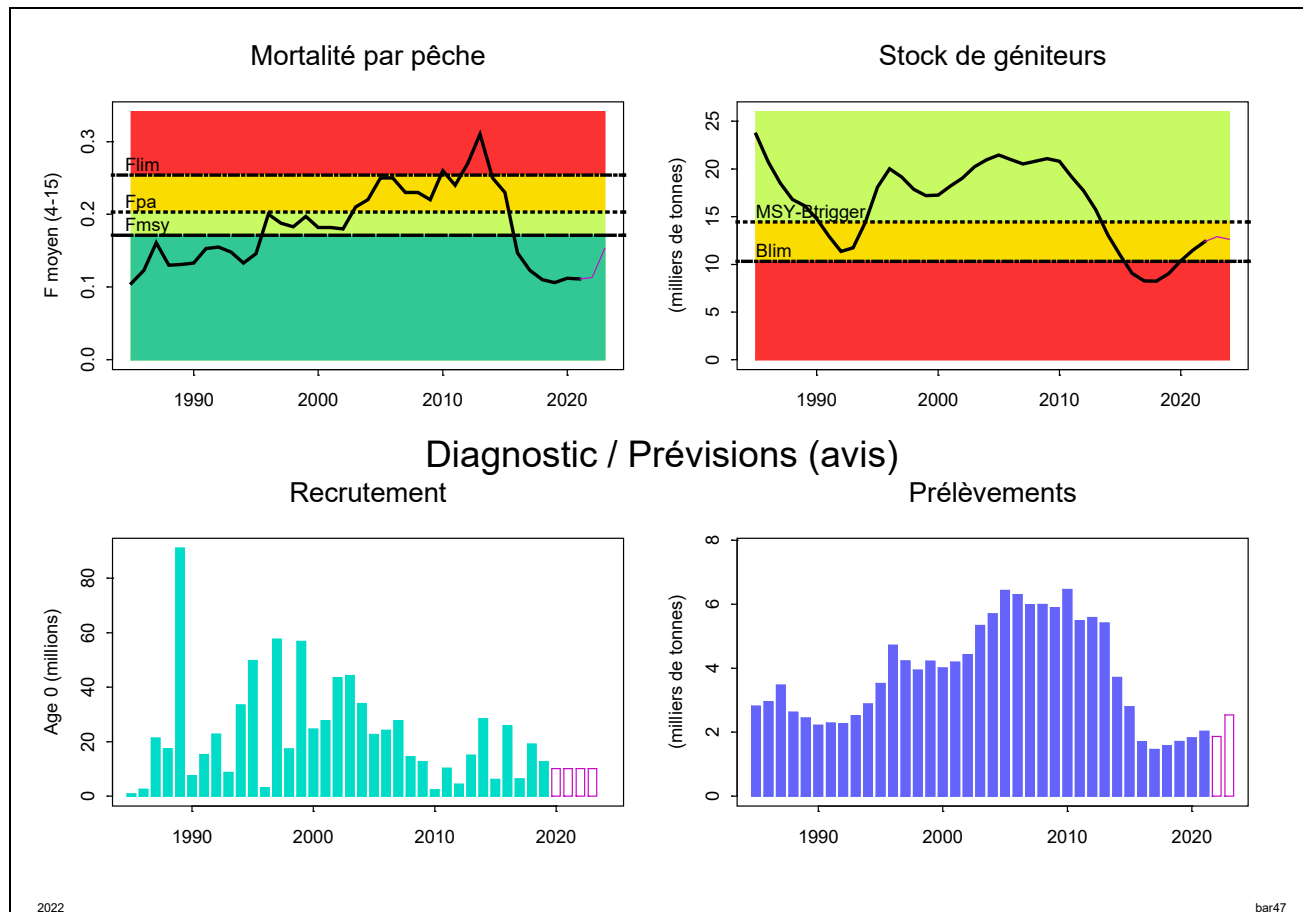 Mortalité par pêche
F moyen (4-15)
0.0
0.1
0.2
0.3
Flim
Fpa
Fmsy
1990
2000
2010
2020
Stock de géniteurs
(milliers de tonnes)
0
5
10
15
20
25
MSY-Btrigger
Blim
1990
2000
2010
2020
Diagnostic / Prévisions (avis)
Recrutement
Age 0 (millions)
0
20
40
60
80
1990
2000
2010
2020
Prélèvements
(milliers de tonnes)
0
2
4
6
8
1990
2000
2010
2020
2022
bar47